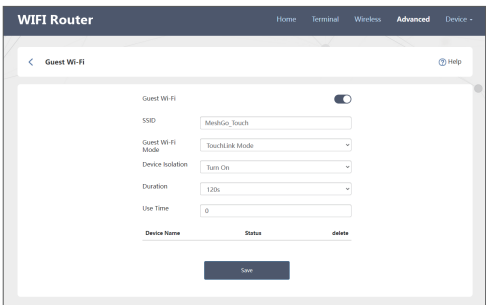 WIFI Router Home Terminal Wireless Advanced Device
Guest Wi-Fi Help
Guest Wi-Fi
SSID MeshGo_Touch
Guest Wi-Fi
Mode TouchLink Mode
Device Isolation Turn On
Duration 120s
Use Time 0
Device Name Status delete
Save